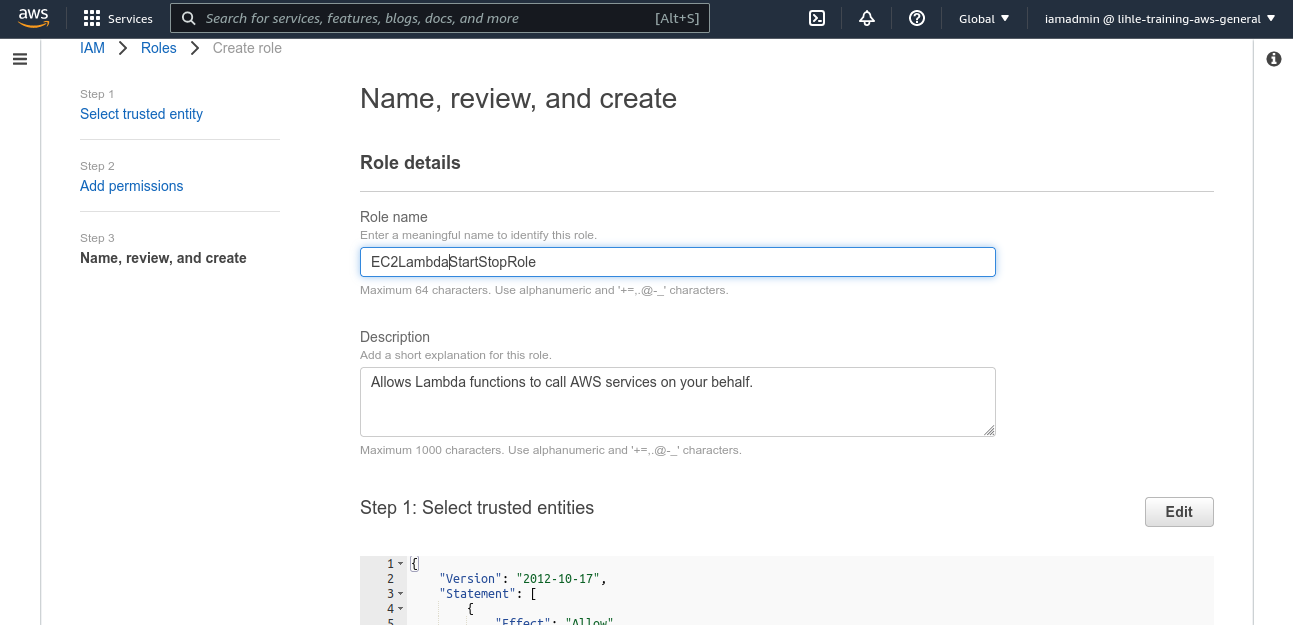 aws Services Search for services, features, blogs, docs, and more [Alt+S] Global iamadmin @ lihle-training-aws-general
IAM Roles Create role
Step 1
Select trusted entity
Step 2
Add permissions
Step 3
Name, review, and create
Name, review, and create
Role details
Role name
Enter a meaningful name to identify this role.
EC2LambdaStartStopRole
Maximum 64 characters. Use alphanumeric and '+=,.@-_' characters.
Description
Add a short explanation for this role.
Allows Lambda functions to call AWS services on your behalf.
Maximum 1000 characters. Use alphanumeric and '+=,.@-_' characters.
Step 1: Select trusted entities
Edit
1 {
2 "Version": "2012-10-17",
3 "Statement": [
4 {
5 "Effect": "Allow"